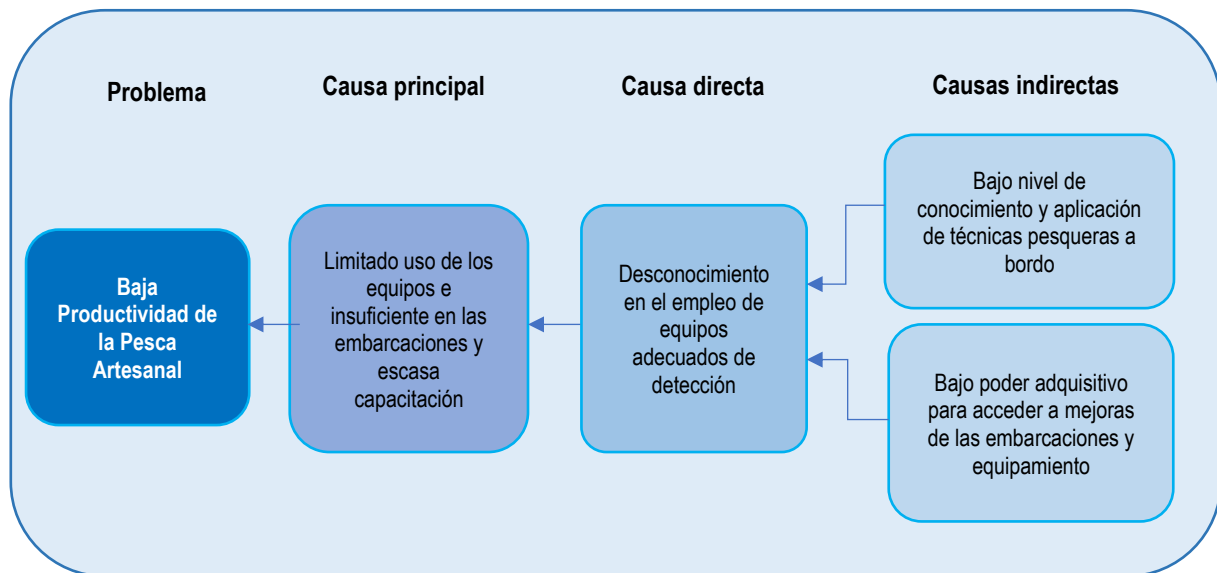 Problema
Causa principal
Causa directa
Causas indirectas
Baja
Productividad de
la Pesca
Artesanal
Limitado uso de los
equipos e
insuficiente en las
embarcaciones y
escasa
capacitación
Desconocimiento
en el empleo de
equipos
adecuados de
detección
Bajo nivel de
conocimiento y aplicación
de técnicas pesqueras a
bordo
Bajo poder adquisitivo
para acceder a mejoras
de las embarcaciones y
equipamiento